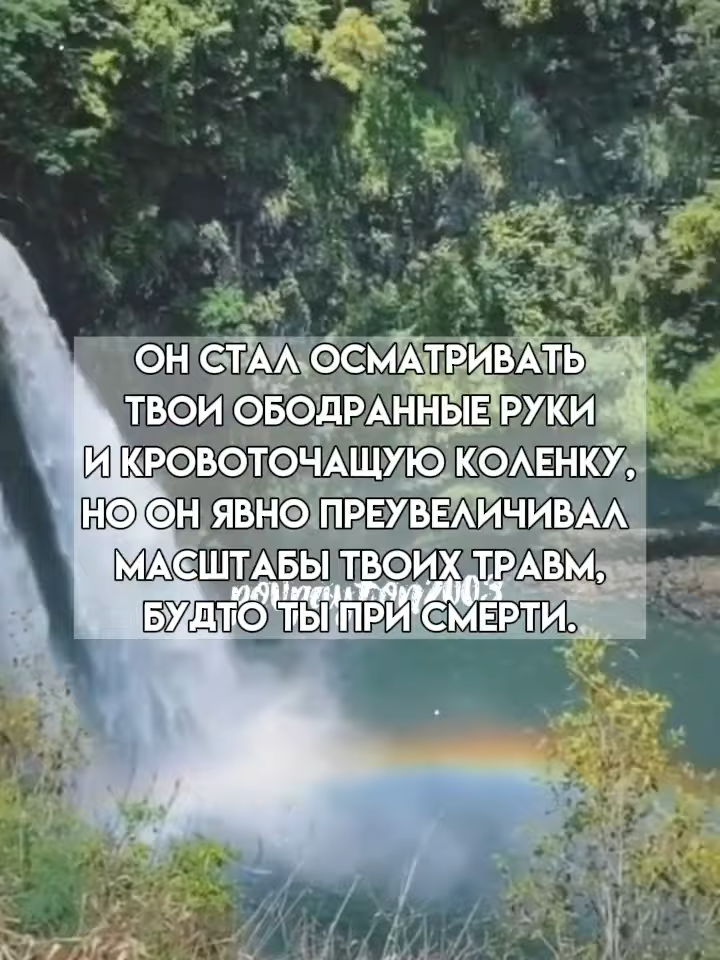 ОН СТАЛ ОСМАТРИВАТЬ
ТВОИ ОБОДРАННЫЕ РУКИ
И КРОВОТОЧАЩУЮ КОЛЕНКУ,
НО ОН ЯВНО ПРЕУВЕЛИЧИВАЛ
МАСШТАБЫ ТВОИХ ТРАВМ,
БУДТО ТЫ ПРИ СМЕРТИ.